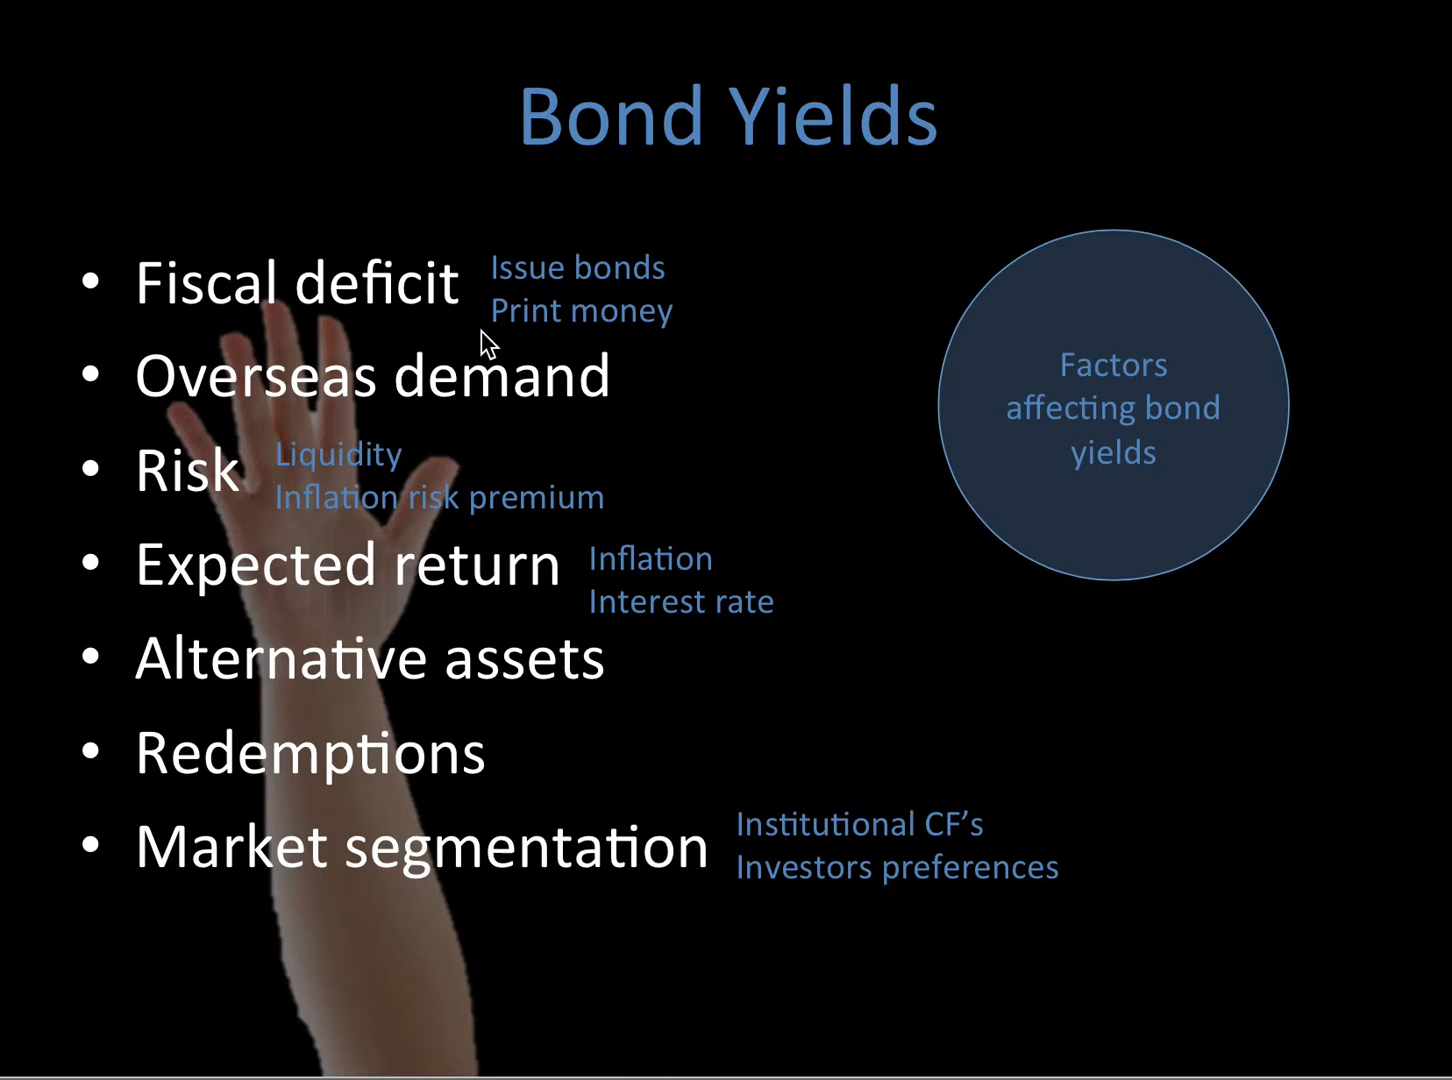 Bond Yields
• Fiscal deficit
Issue bonds
Print money
• Overseas demand
• Risk
Liquidity
Inflation risk premium
• Expected return
Inflation
Interest rate
• Alternative assets
• Redemptions
• Market segmentation
Institutional CF’s
Investors preferences
Factors
affecting bond
yields